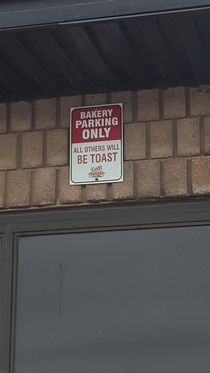 BAKERY
PARKING
ONLY
ALL OTHERS WILL
BE TOAST